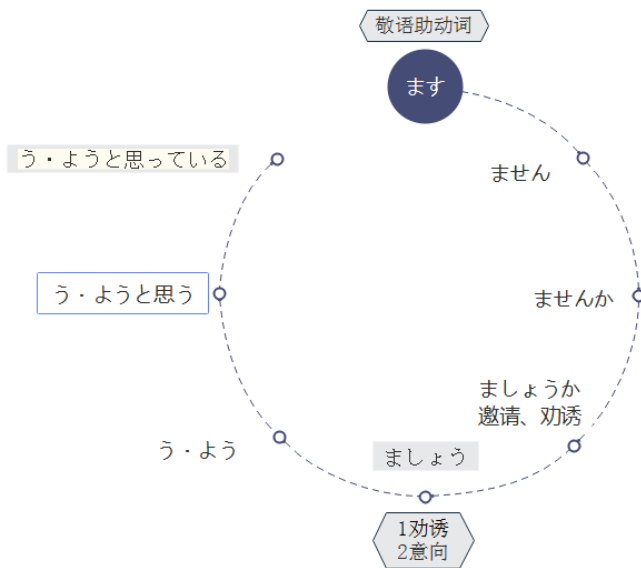 敬语助动词
ます
ません
ませんか
ましょうか
邀请、劝诱
ましょう
1劝诱
2意向
う・よう
う・ようと思う
う・ようと思っている